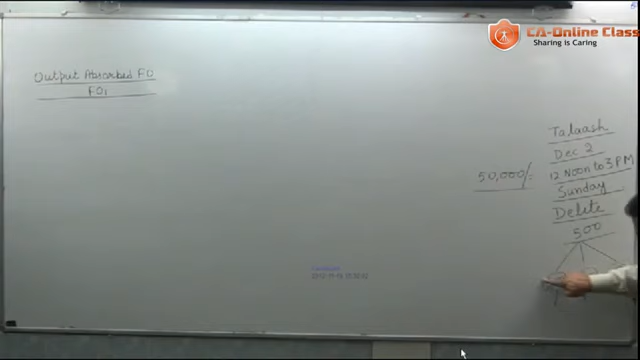 CA-Online Class
Sharing is Caring
Output Absorbed FO
FO1
Talaash
Dec 2
50,000/-
12 Noon to 3 PM
Sunday
Delite
500